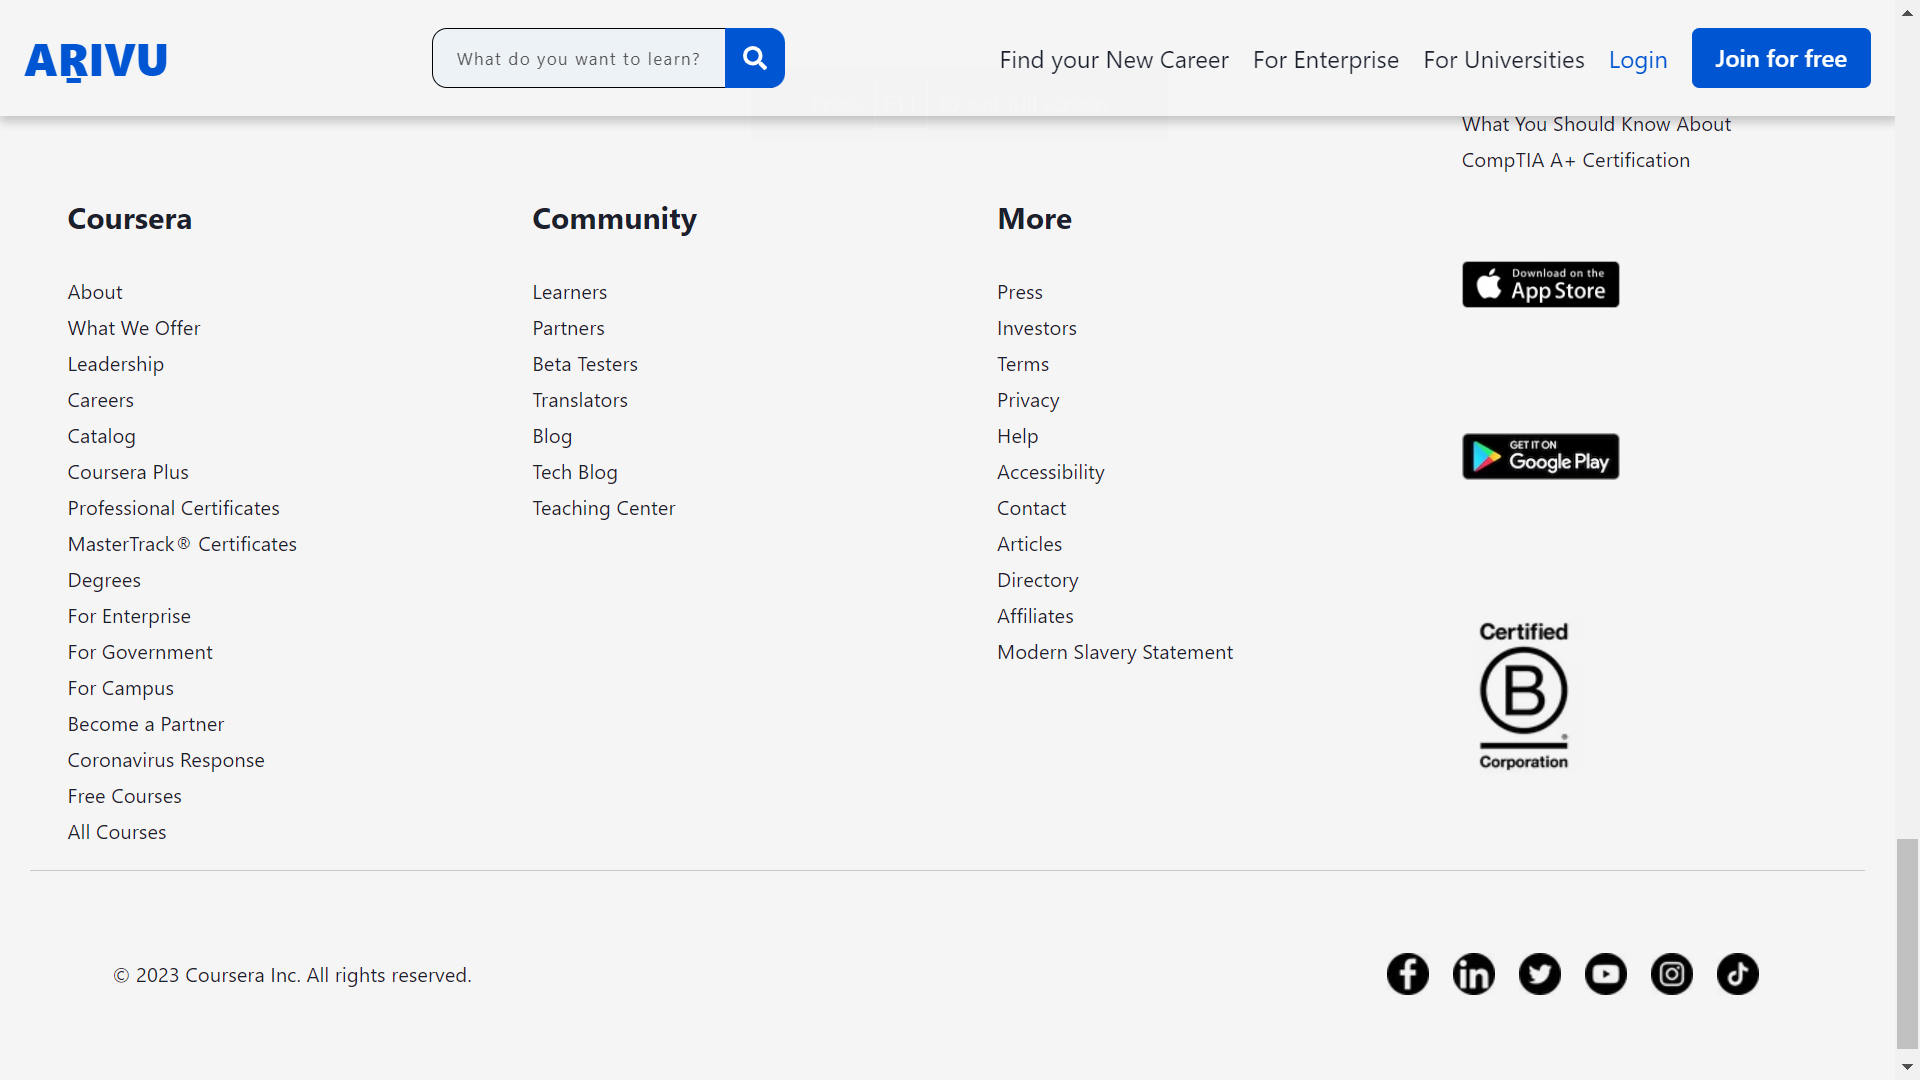 AṞIVU
What do you want to learn?
Find your New Career
For Enterprise
For Universities
Login
Join for free
What You Should Know About
CompTIA A+ Certification
Coursera
About
What We Offer
Leadership
Careers
Catalog
Coursera Plus
Professional Certificates
MasterTrack® Certificates
Degrees
For Enterprise
For Government
For Campus
Become a Partner
Coronavirus Response
Free Courses
All Courses
Community
Learners
Partners
Beta Testers
Translators
Blog
Tech Blog
Teaching Center
More
Press
Investors
Terms
Privacy
Help
Accessibility
Contact
Articles
Directory
Affiliates
Modern Slavery Statement
Download on the
App Store
GET IT ON
Google Play
Certified
B
®
Corporation
© 2023 Coursera Inc. All rights reserved.